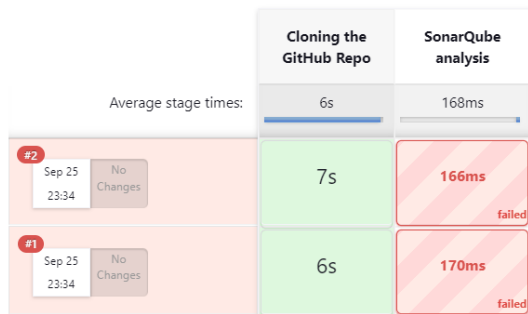 Cloning the
GitHub Repo
SonarQube
analysis
Average stage times:
6s
168ms
#2
Sep 25
23:34
No
Changes
7s
166ms
failed
#1
Sep 25
23:34
No
Changes
6s
170ms
failed